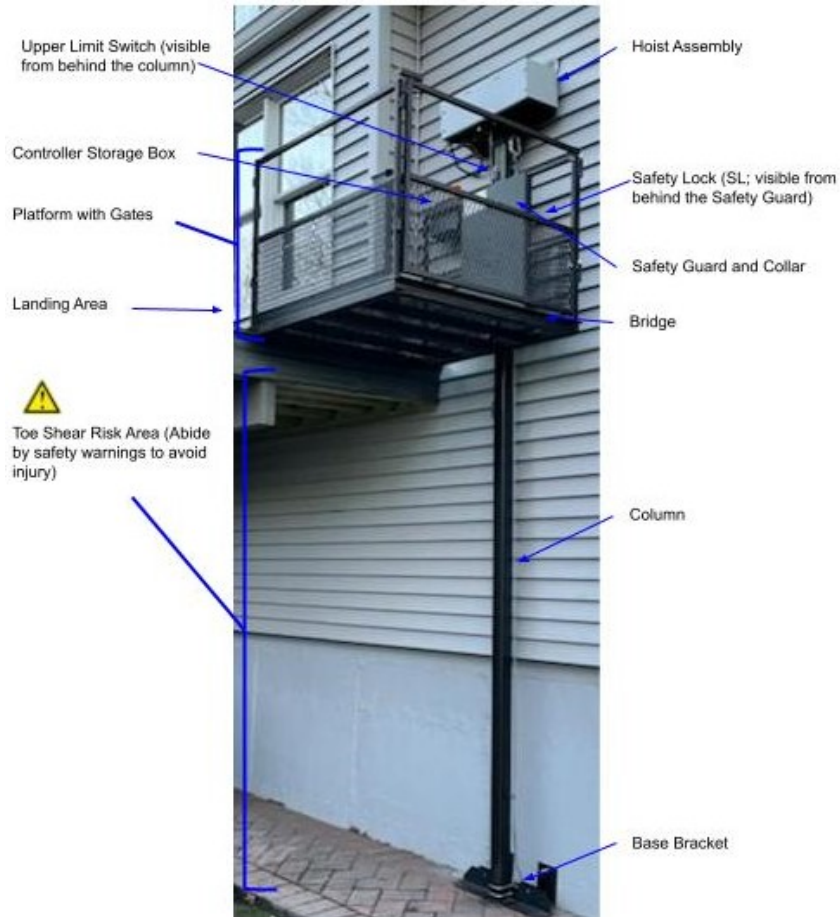 Upper Limit Switch (visible
from behind the column)
Hoist Assembly
Controller Storage Box
Safety Lock (SL; visible from
behind the Safety Guard)
Platform with Gates
Safety Guard and Collar
Landing Area
Bridge
Toe Shear Risk Area (Abide
by safety warnings to avoid
injury)
Column
Base Bracket